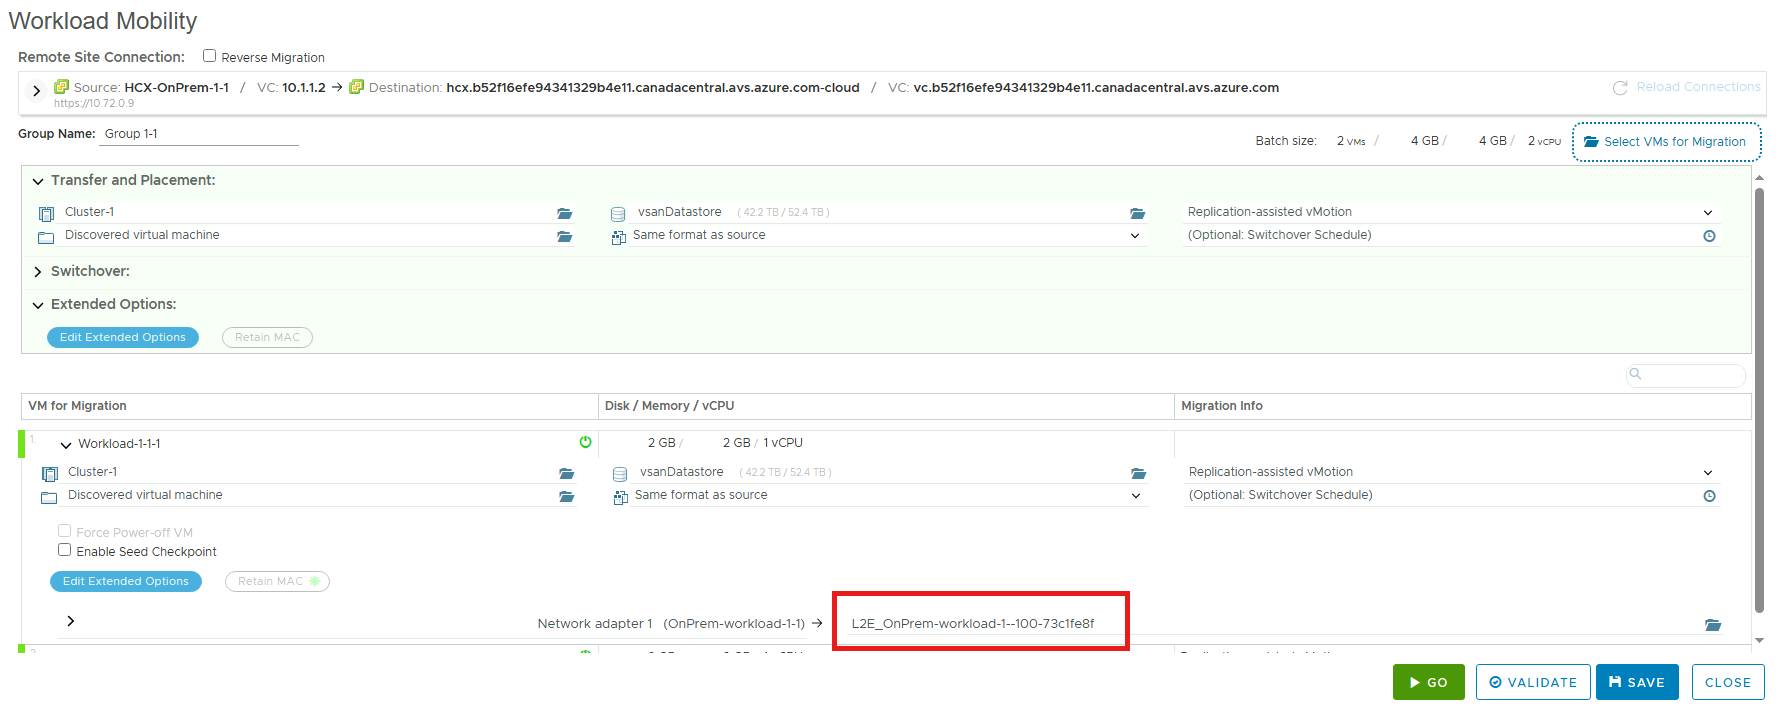 Workload Mobility
Remote Site Connection: Reverse Migration
Source: HCX-OnPrem-1-1 / VC: 10.1.1.2 → Destination: hcx.b52f16efe94341329b4e11.canadacentral.avs.azure.com-cloud / VC: vc.b52f16efe94341329b4e11.canadacentral.avs.azure.com Reload Connections
https://10.72.0.9
Group Name: Group 1-1
Batch size: 2 VMs / 4 GB / 4 GB / 2 vCPU Select VMs for Migration
Transfer and Placement:
Cluster-1 vsanDatastore ( 42.2 TB / 52.4 TB ) Replication-assisted vMotion
Discovered virtual machine Same format as source (Optional: Switchover Schedule)
Switchover:
Extended Options:
Edit Extended Options Retain MAC
VM for Migration Disk / Memory / vCPU Migration Info
1. Workload-1-1-1 2 GB / 2 GB / 1 vCPU
Cluster-1 vsanDatastore ( 42.2 TB / 52.4 TB ) Replication-assisted vMotion
Discovered virtual machine Same format as source (Optional: Switchover Schedule)
Force Power-off VM
Enable Seed Checkpoint
Edit Extended Options Retain MAC
Network adapter 1 (OnPrem-workload-1-1) → L2E_OnPrem-workload-1--100-73c1fe8f
GO VALIDATE SAVE CLOSE